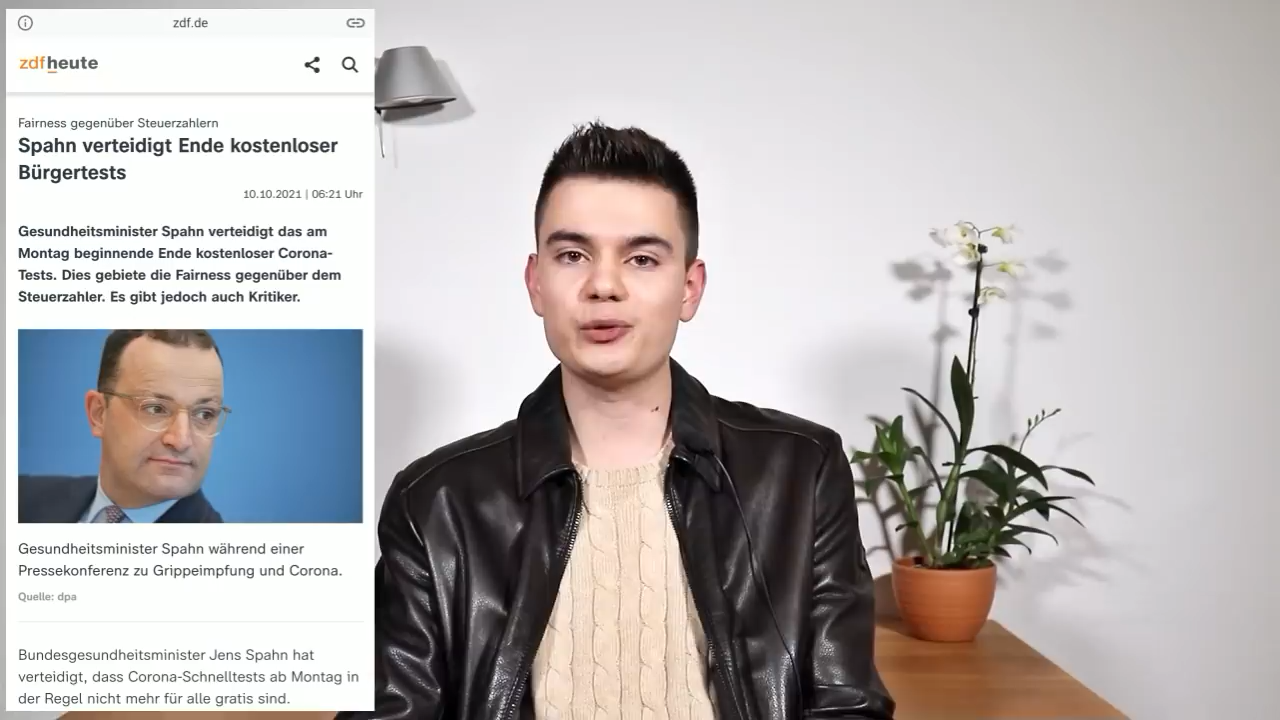 zdf.de
zdfheute
Fairness gegenüber Steuerzahlern
Spahn verteidigt Ende kostenloser
Bürgertests
10.10.2021 | 06:21 Uhr
Gesundheitsminister Spahn verteidigt das am
Montag beginnende Ende kostenloser Corona-
Tests. Dies gebiete die Fairness gegenüber dem
Steuerzahler. Es gibt jedoch auch Kritiker.
Gesundheitsminister Spahn während einer
Pressekonferenz zu Grippeimpfung und Corona.
Quelle: dpa
Bundesgesundheitsminister Jens Spahn hat
verteidigt, dass Corona-Schnelltests ab Montag in
der Regel nicht mehr für alle gratis sind.